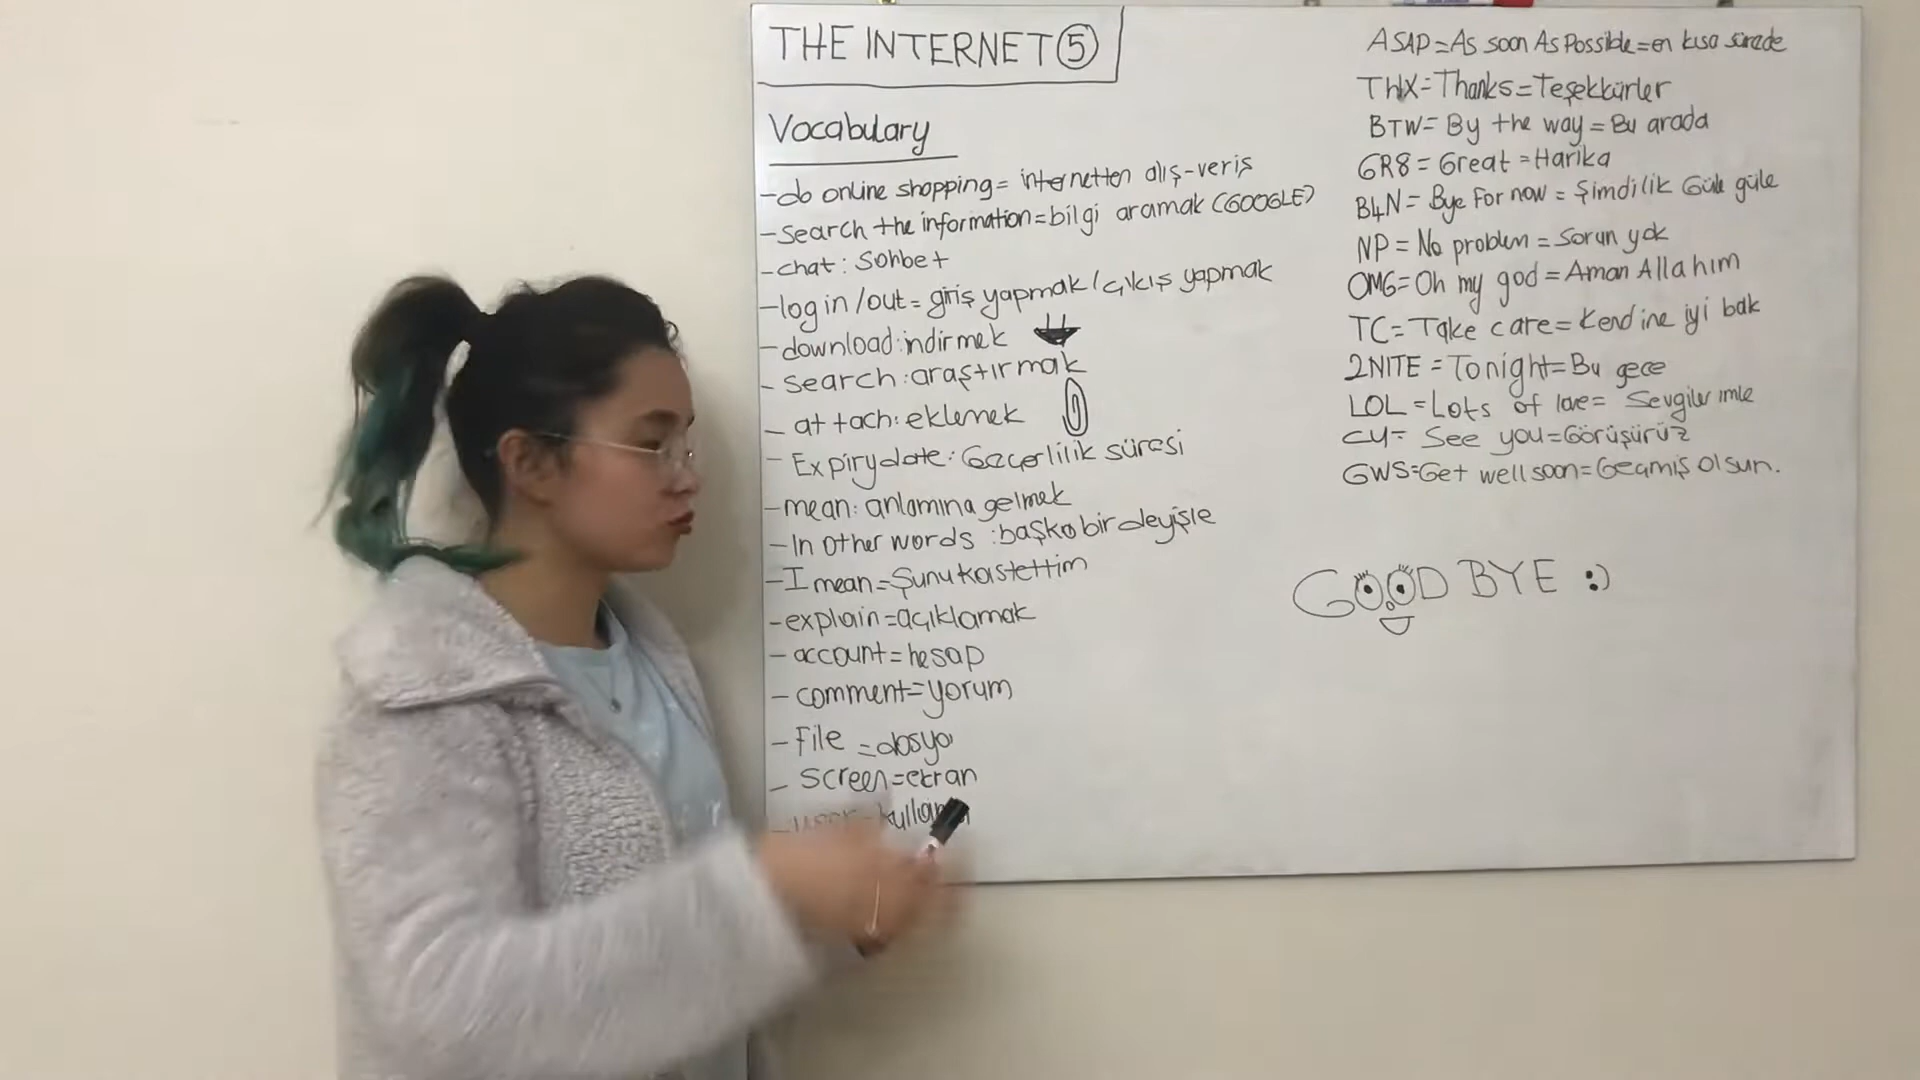 THE INTERNET 5
Vocabulary
- do online shopping = internetten alış-veriş
- Search the information = bilgi aramak (GOOGLE)
- chat: Sohbet
- log in /out = giriş yapmak / çıkış yapmak
- download: indirmek
- search: araştırmak
- attach: eklemek
- Expiry date: Geçerlilik süresi
- mean: anlamına gelmek
- In other words: başka bir deyişle
- I mean = Şunu kastettim
- explain = açıklamak
- account = hesap
- comment = yorum
- File = dosya
- Screen = ekran
ASAP = As soon As Possible = en kısa sürede
THX = Thanks = Teşekkürler
BTW = By the way = Bu arada
GR8 = Great = Harika
B4N = Bye For now = Şimdilik Güle güle
NP = No problem = Sorun yok
OMG = Oh my god = Aman Allahım
TC = Take care = Kendine iyi bak
2NITE = Tonight = Bu gece
LOL = Lots of love = Sevgilerimle
CU = See you = Görüşürüz
GWS = Get well soon = Geçmiş Olsun.
GOOD BYE :)